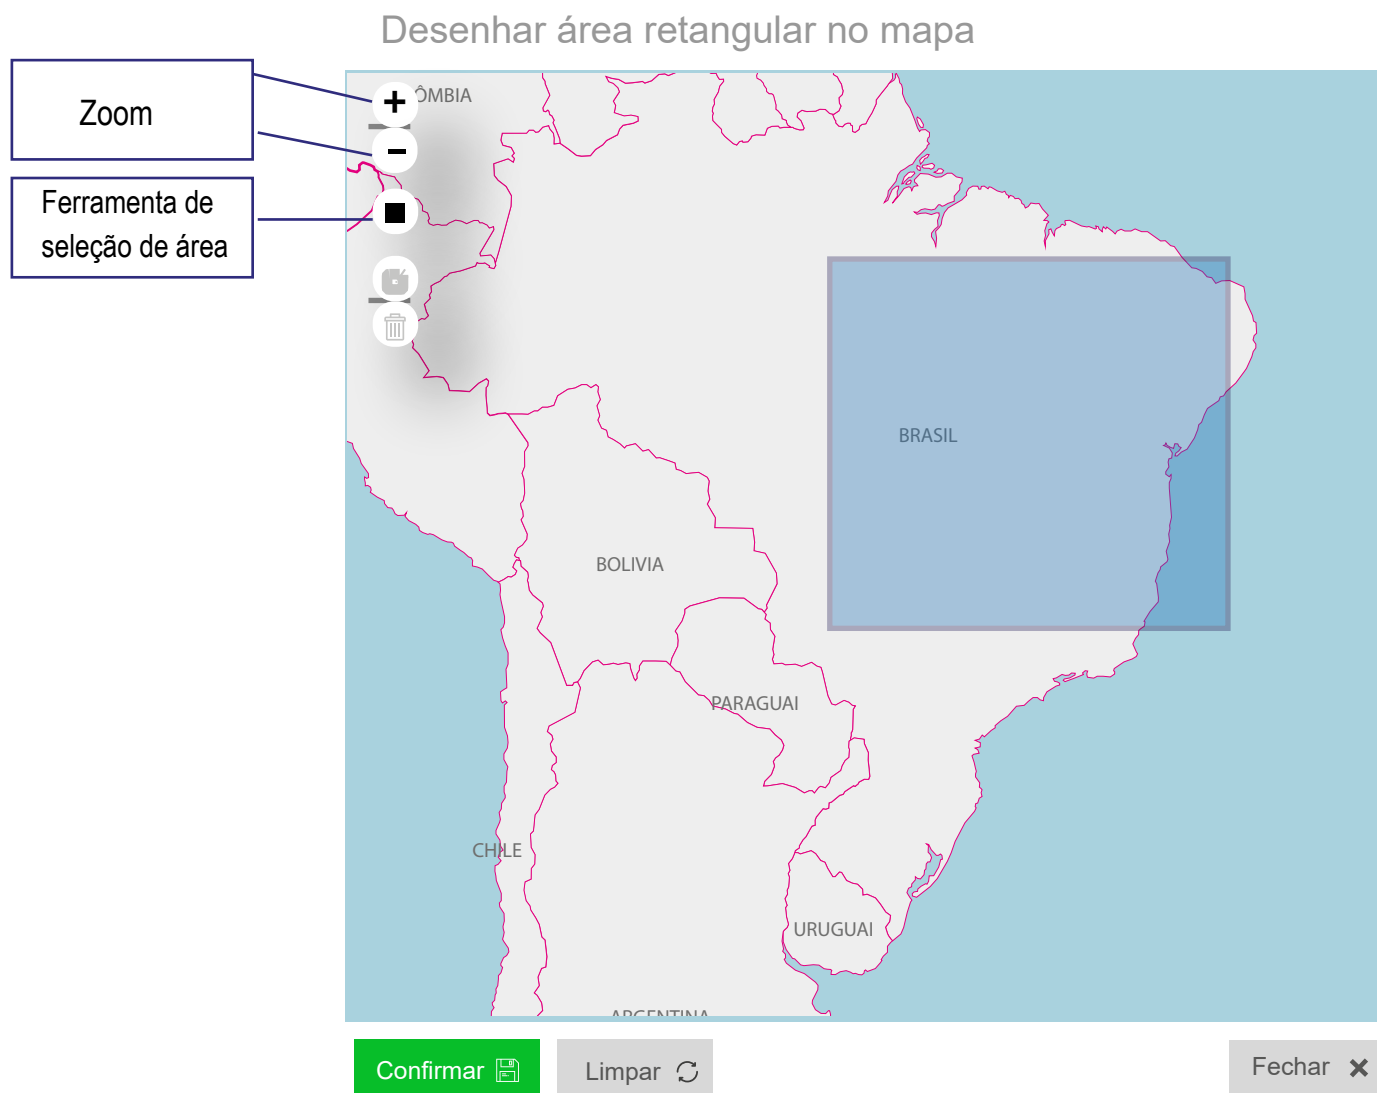 Desenhar área retangular no mapa
Zoom
Ferramenta de
seleção de área
ÔMBIA
BRASIL
BOLIVIA
PARAGUAI
CHILE
URUGUAI
ARGENTINA
Confirmar
Limpar
Fechar